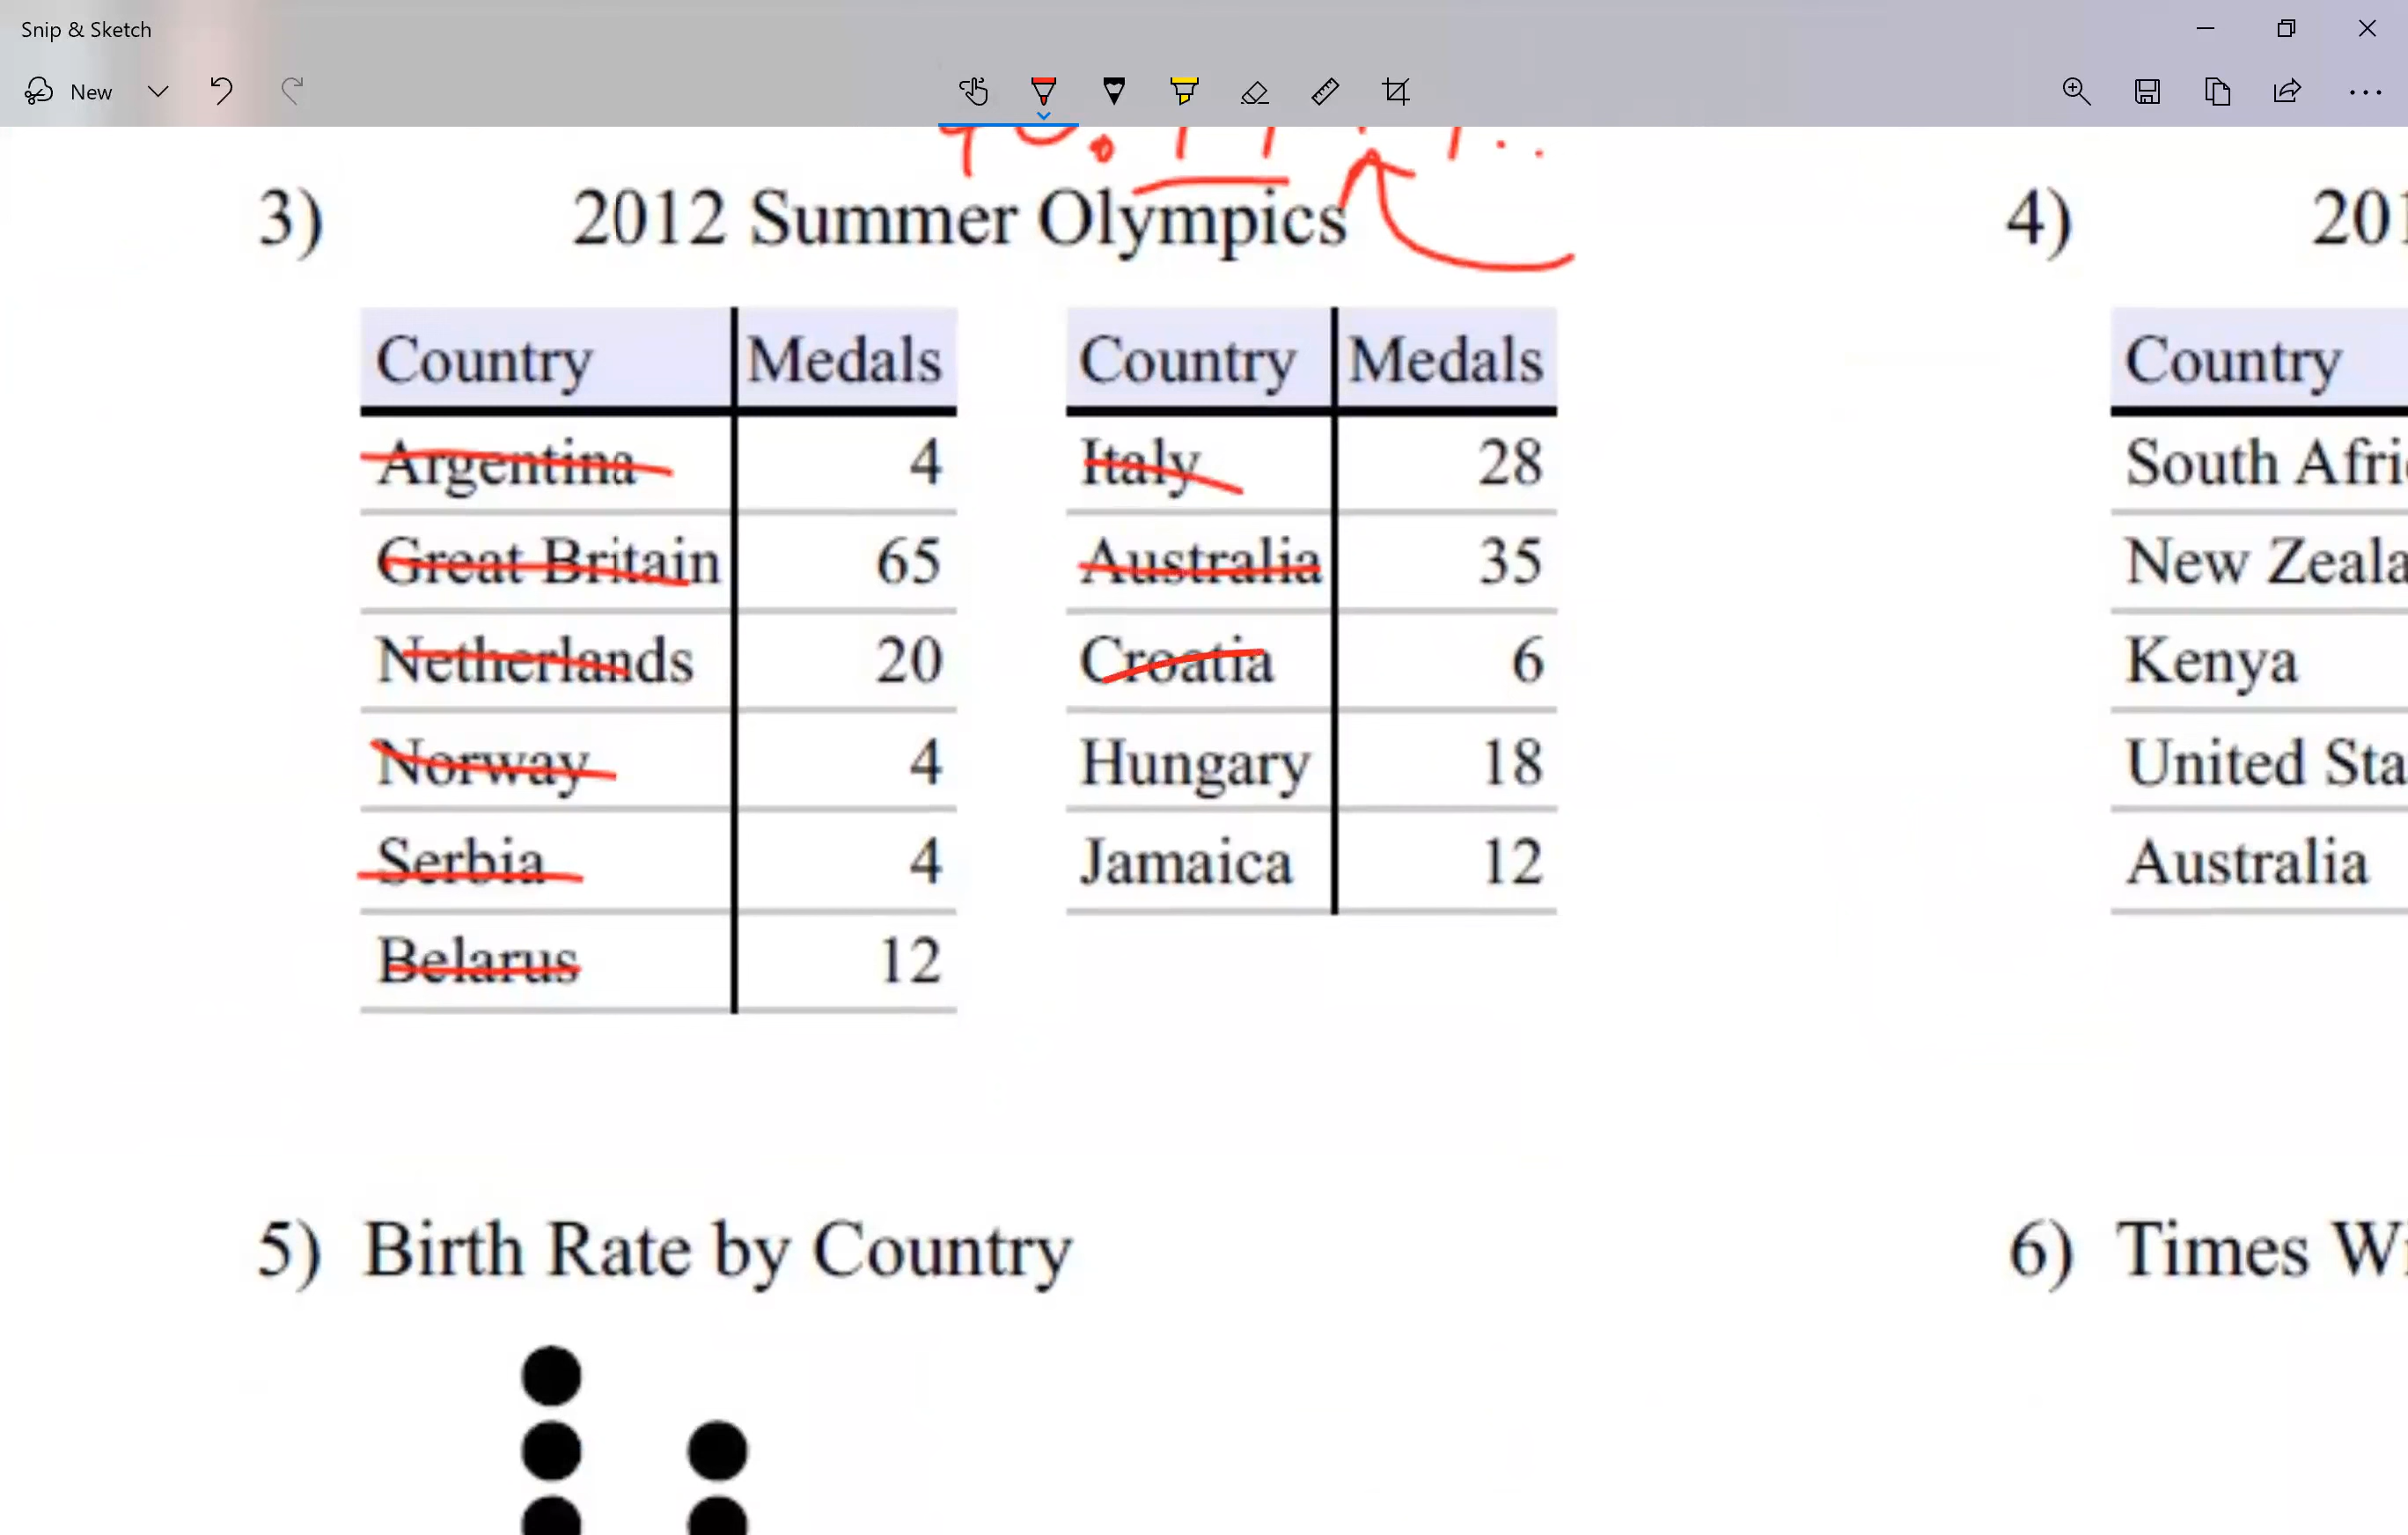 Snip & Sketch
New
3) 2012 Summer Olympics
Country Medals
Argentina 4
Great Britain 65
Netherlands 20
Norway 4
Serbia 4
Belarus 12
Country Medals
Italy 28
Australia 35
Croatia 6
Hungary 18
Jamaica 12
4) 201
Country
South Afri
New Zeala
Kenya
United Sta
Australia
5) Birth Rate by Country
6) Times W